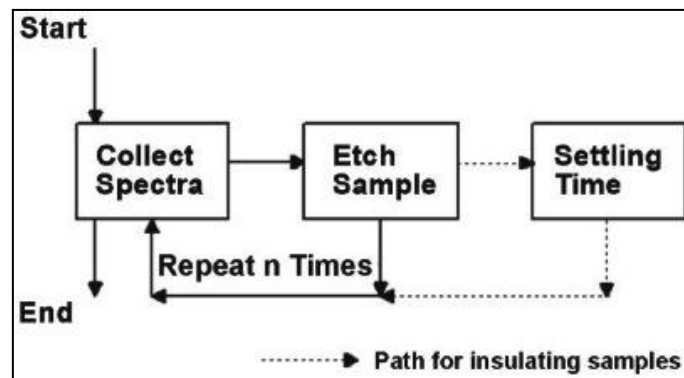 Start
Collect
Spectra
Etch
Sample
Settling
Time
Repeat n Times
End
Path for insulating samples